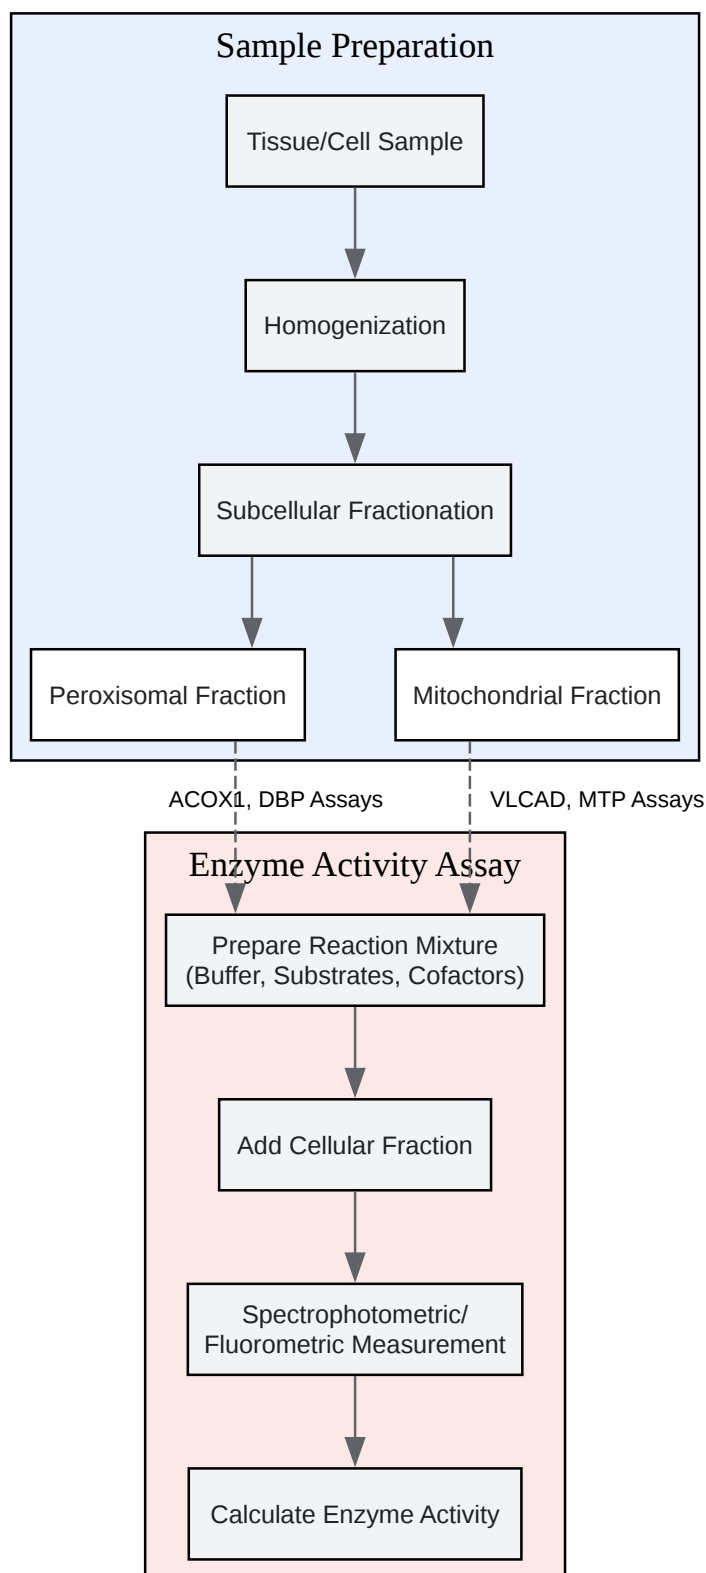 Sample Preparation
Tissue/Cell Sample
Homogenization
Subcellular Fractionation
Peroxisomal Fraction
Mitochondrial Fraction
ACOX1, DBP Assays
VLCAD, MTP Assays
Enzyme Activity Assay
Prepare Reaction Mixture
(Buffer, Substrates, Cofactors)
Add Cellular Fraction
Spectrophotometric/
Fluorometric Measurement
Calculate Enzyme Activity